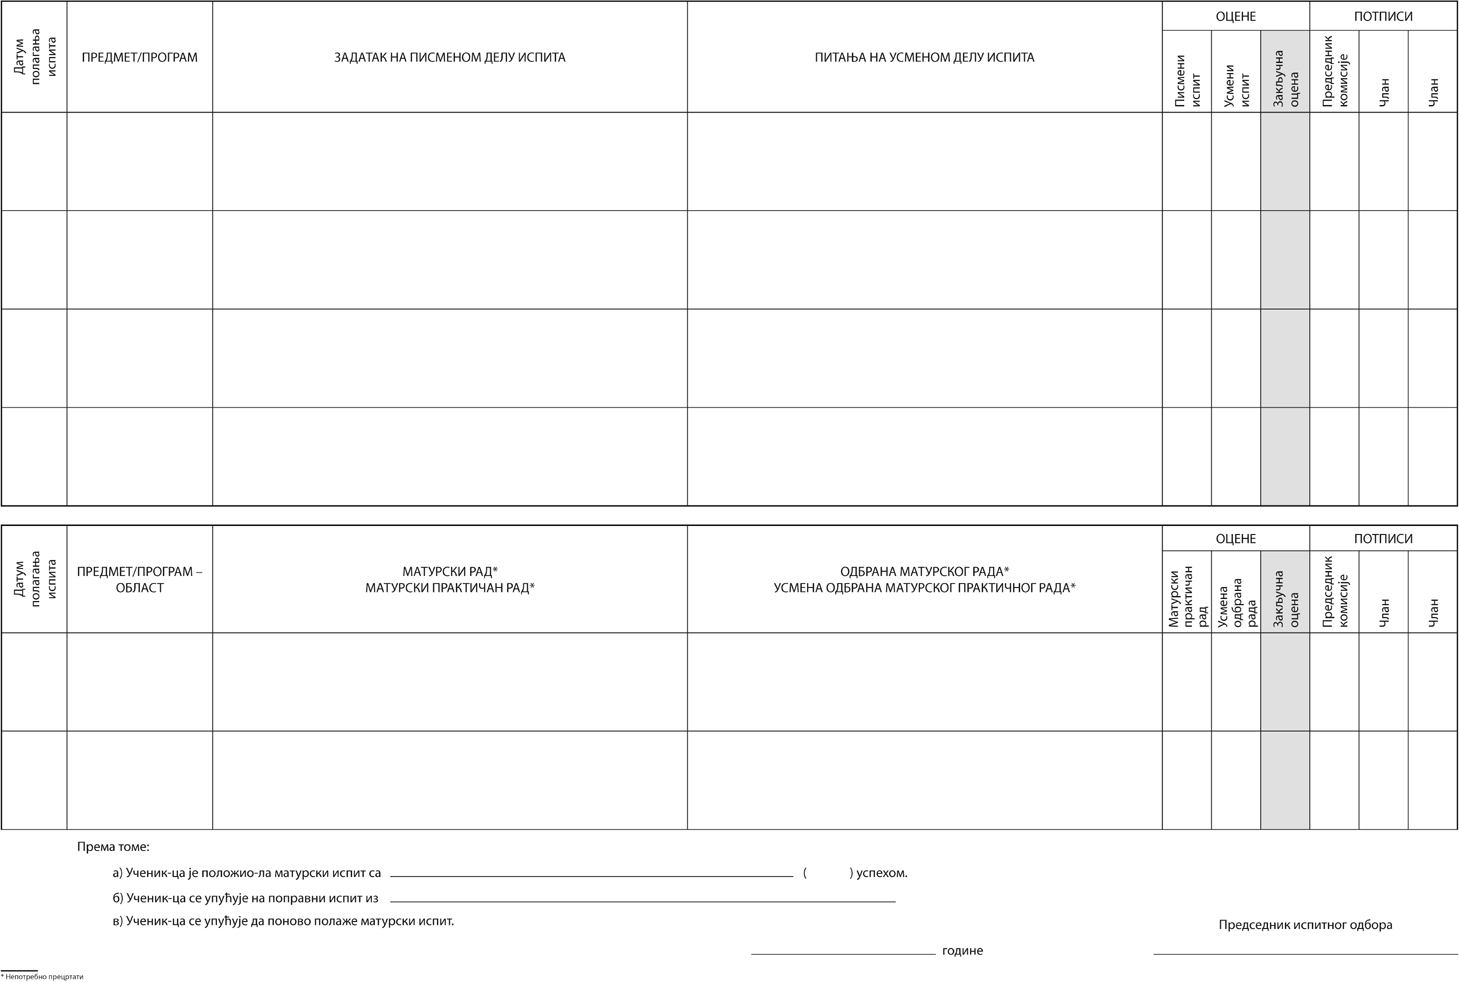 Датум
полагања
испита
ПРЕДМЕТ/ПРОГРАМ
ЗАДАТАК НА ПИСМЕНОМ ДЕЛУ ИСПИТА
ПИТАЊА НА УСМЕНОМ ДЕЛУ ИСПИТА
ОЦЕНЕ
ПОТПИСИ
Писмени
испит
Усмени
испит
Закључна
оцена
Председник
комисије
Члан
Члан
Датум
полагања
испита
ПРЕДМЕТ/ПРОГРАМ –
ОБЛАСТ
МАТУРСКИ РАД*
МАТУРСКИ ПРАКТИЧАН РАД*
ОДБРАНА МАТУРСКОГ РАДА*
УСМЕНА ОДБРАНА МАТУРСКОГ ПРАКТИЧНОГ РАДА*
ОЦЕНЕ
ПОТПИСИ
Матурски
практичан
рад
Усмена
одбрана
рада
Закључна
оцена
Председник
комисије
Члан
Члан
Према томе:
а) Ученик-ца је положио-ла матурски испит са ( ) успехом.
б) Ученик-ца се упућује на поправни испит из
в) Ученик-ца се упућује да поново полаже матурски испит.
Председник испитног одбора
године
* Непотребно прецртати